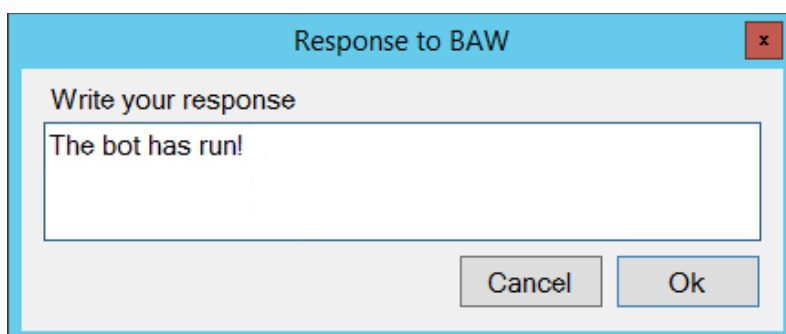 Response to BAW
x
Write your response
The bot has run!
Cancel Ok